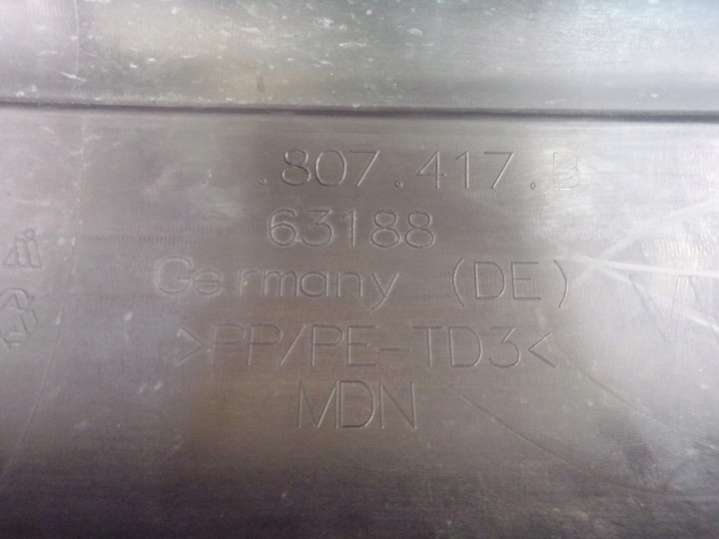 .807.417.B
63188
Germany (DE)
>PP/PE-TD3<
MDN